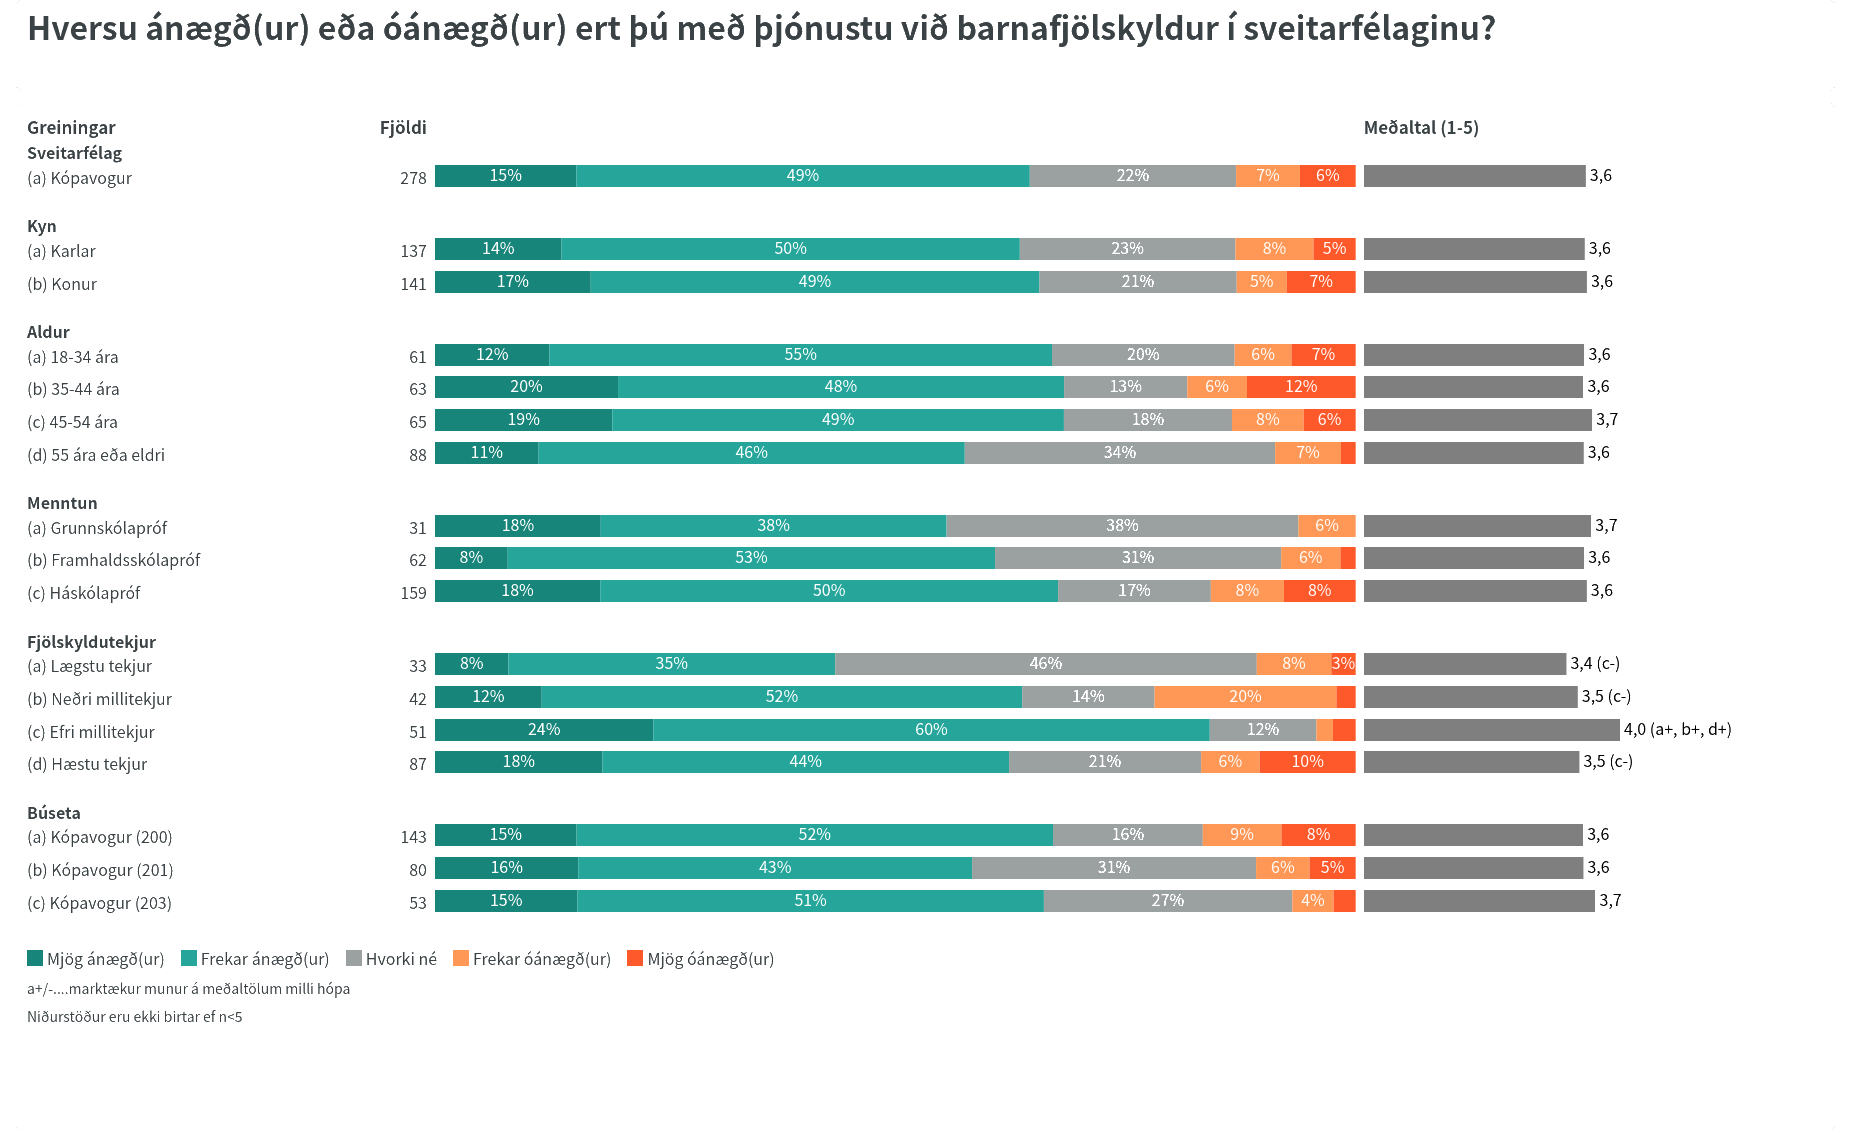 Hversu ánægð(ur) eða óánægð(ur) ert þú með þjónustu við barnafjölskyldur í sveitarfélaginu?
Greiningar Fjöldi Meðaltal (1-5)
Sveitarfélag
(a) Kópavogur 278 15% 49% 22% 7% 6% 3,6
Kyn
(a) Karlar 137 14% 50% 23% 8% 5% 3,6
(b) Konur 141 17% 49% 21% 5% 7% 3,6
Aldur
(a) 18-34 ára 61 12% 55% 20% 6% 7% 3,6
(b) 35-44 ára 63 20% 48% 13% 6% 12% 3,6
(c) 45-54 ára 65 19% 49% 18% 8% 6% 3,7
(d) 55 ára eða eldri 88 11% 46% 34% 7% 3,6
Menntun
(a) Grunnskólapróf 31 18% 38% 38% 6% 3,7
(b) Framhaldsskólapróf 62 8% 53% 31% 6% 3,6
(c) Háskólapróf 159 18% 50% 17% 8% 8% 3,6
Fjölskyldutekjur
(a) Lægstu tekjur 33 8% 35% 46% 8% 3% 3,4 (c-)
(b) Neðri millitekjur 42 12% 52% 14% 20% 3,5 (c-)
(c) Efri millitekjur 51 24% 60% 12% 4,0 (a+, b+, d+)
(d) Hæstu tekjur 87 18% 44% 21% 6% 10% 3,5 (c-)
Búseta
(a) Kópavogur (200) 143 15% 52% 16% 9% 8% 3,6
(b) Kópavogur (201) 80 16% 43% 31% 6% 5% 3,6
(c) Kópavogur (203) 53 15% 51% 27% 4% 3,7
Mjög ánægð(ur) Frekar ánægð(ur) Hvorki né Frekar óánægð(ur) Mjög óánægð(ur)
a+/-....marktækur munur á meðaltölum milli hópa
Niðurstöður eru ekki birtar ef n<5